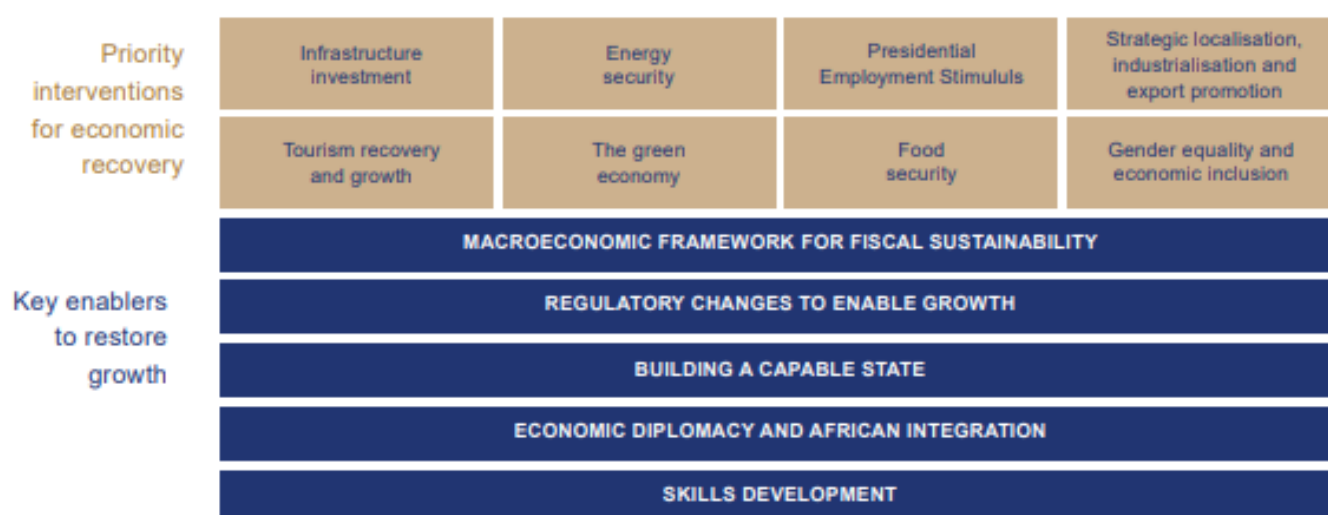 Priority
interventions
for economic
recovery
Infrastructure
investment
Energy
security
Presidential
Employment Stimululs
Strategic localisation,
industrialisation and
export promotion
Tourism recovery
and growth
The green
economy
Food
security
Gender equality and
economic inclusion
Key enablers
to restore
growth
MACROECONOMIC FRAMEWORK FOR FISCAL SUSTAINABILITY
REGULATORY CHANGES TO ENABLE GROWTH
BUILDING A CAPABLE STATE
ECONOMIC DIPLOMACY AND AFRICAN INTEGRATION
SKILLS DEVELOPMENT